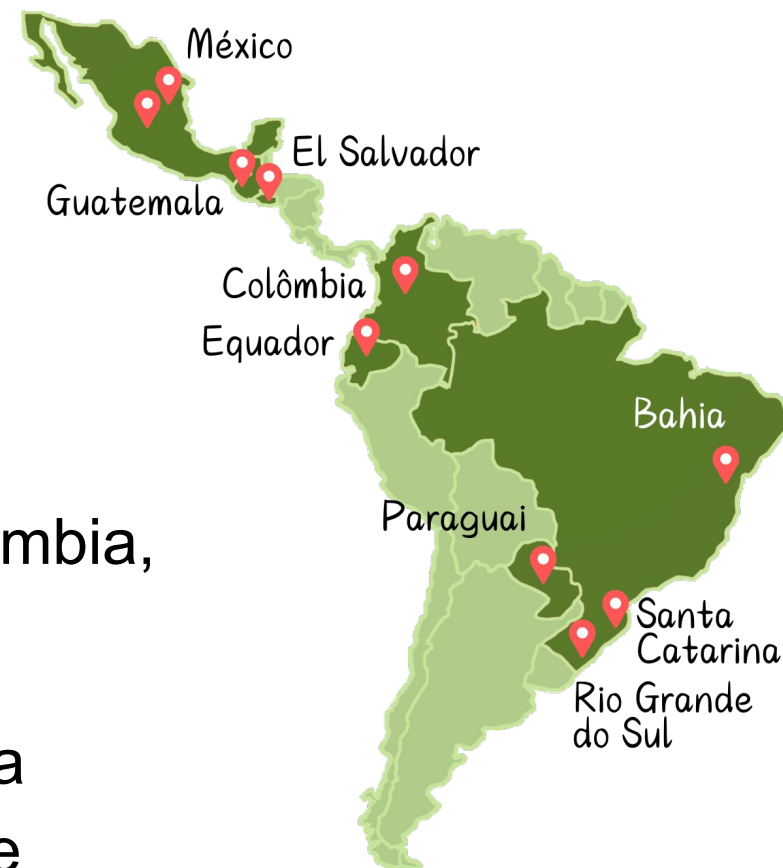 México
El Salvador
Guatemala
Colômbia
Equador
Bahia
mbia,
Paraguai
Santa
Catarina
Rio Grande
do Sul
a
e